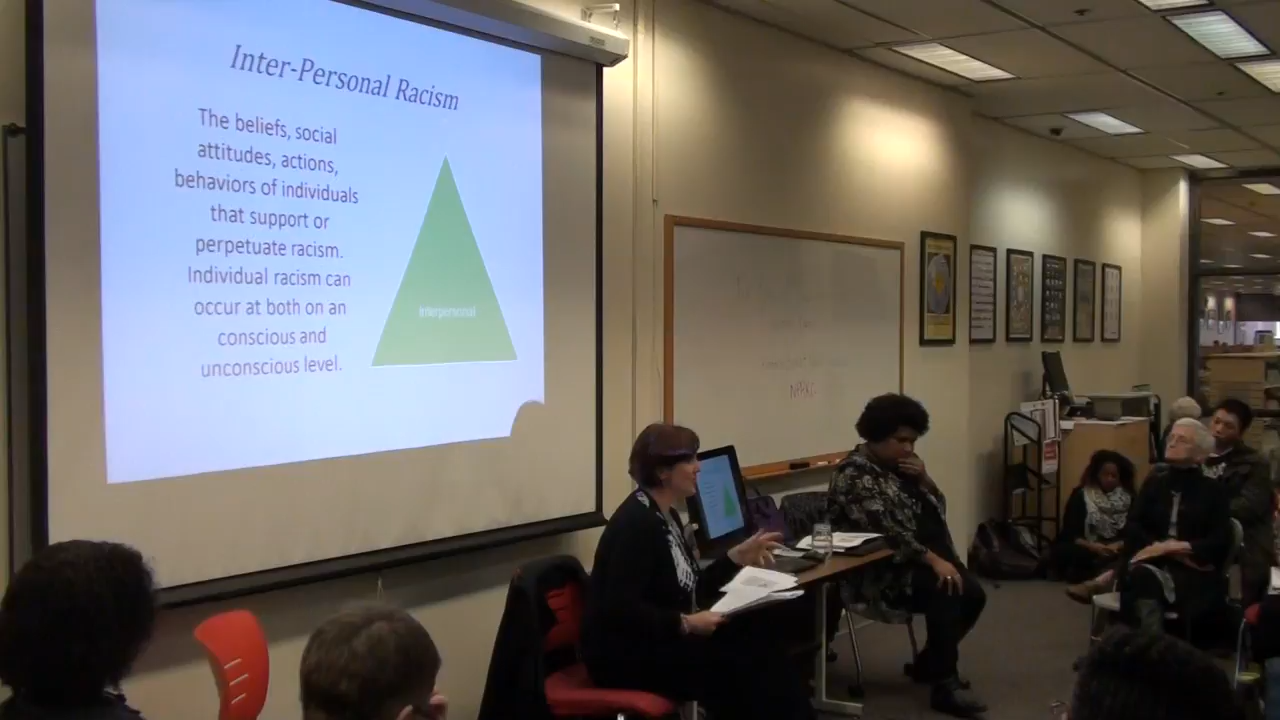 Inter-Personal Racism
The beliefs, social
attitudes, actions,
behaviors of individuals
that support or
perpetuate racism.
Individual racism can
occur at both on an
conscious and
unconscious level.
Interpersonal